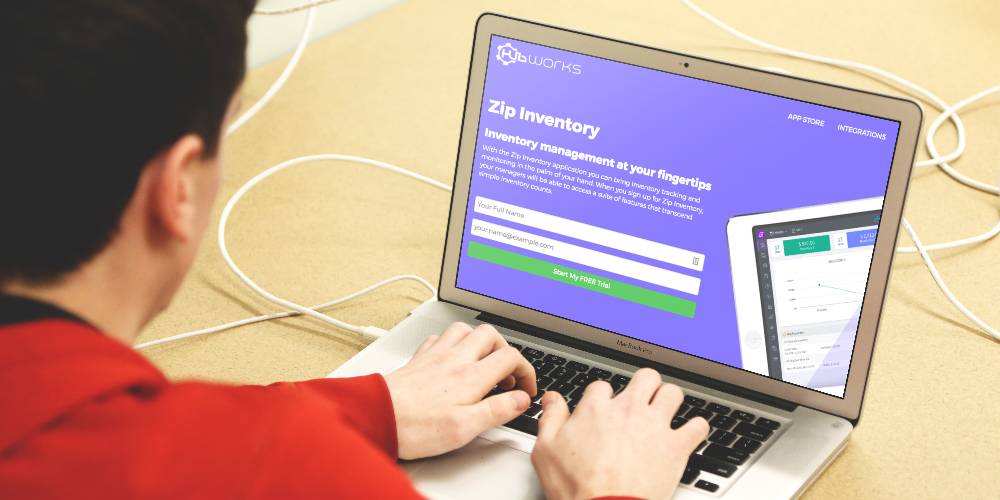 Hubworks
APP STORE
INTEGRATIONS
Zip Inventory
Inventory management at your fingertips
With the Zip Inventory application you can bring inventory tracking and
monitoring in the palm of your hand. When you sign up for Zip Inventory,
your managers will be able to access a suite of features that transcend
simple inventory counts.
Your Full Name
your.name@example.com
Start My FREE Trial
MacBook Pro